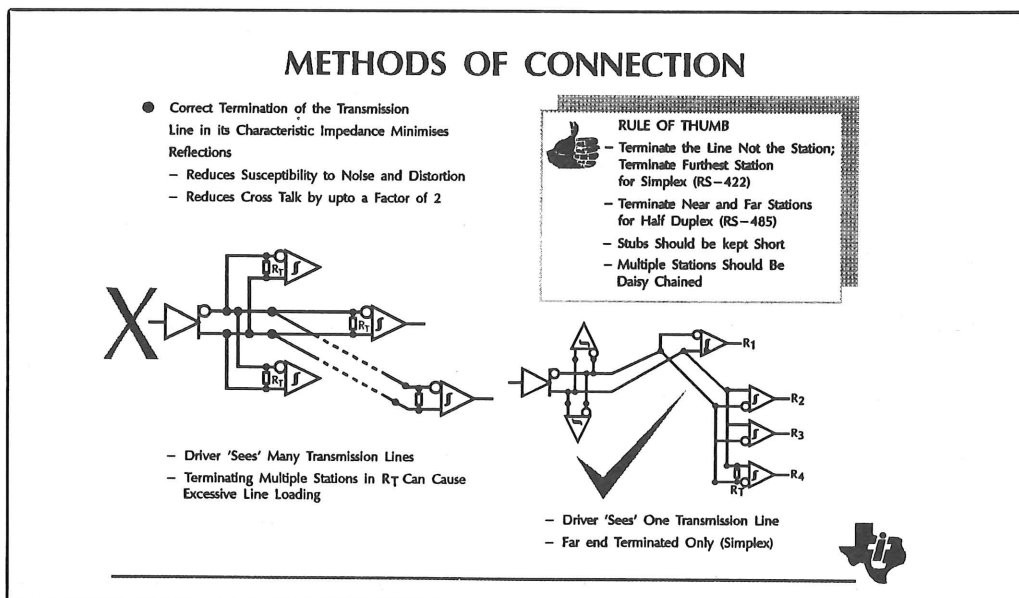 METHODS OF CONNECTION
● Correct Termination of the Transmission
Line in its Characteristic Impedance Minimises
Reflections
– Reduces Susceptibility to Noise and Distortion
– Reduces Cross Talk by upto a Factor of 2
RULE OF THUMB
– Terminate the Line Not the Station;
Terminate Furthest Station
for Simplex (RS–422)
– Terminate Near and Far Stations
for Half Duplex (RS–485)
– Stubs Should be kept Short
– Multiple Stations Should Be
Daisy Chained
X
RT
RT
RT
– Driver 'Sees' Many Transmission Lines
– Terminating Multiple Stations in RT Can Cause
Excessive Line Loading
R1
R2
R3
R4
RT
– Driver 'Sees' One Transmission Line
– Far end Terminated Only (Simplex)
ti